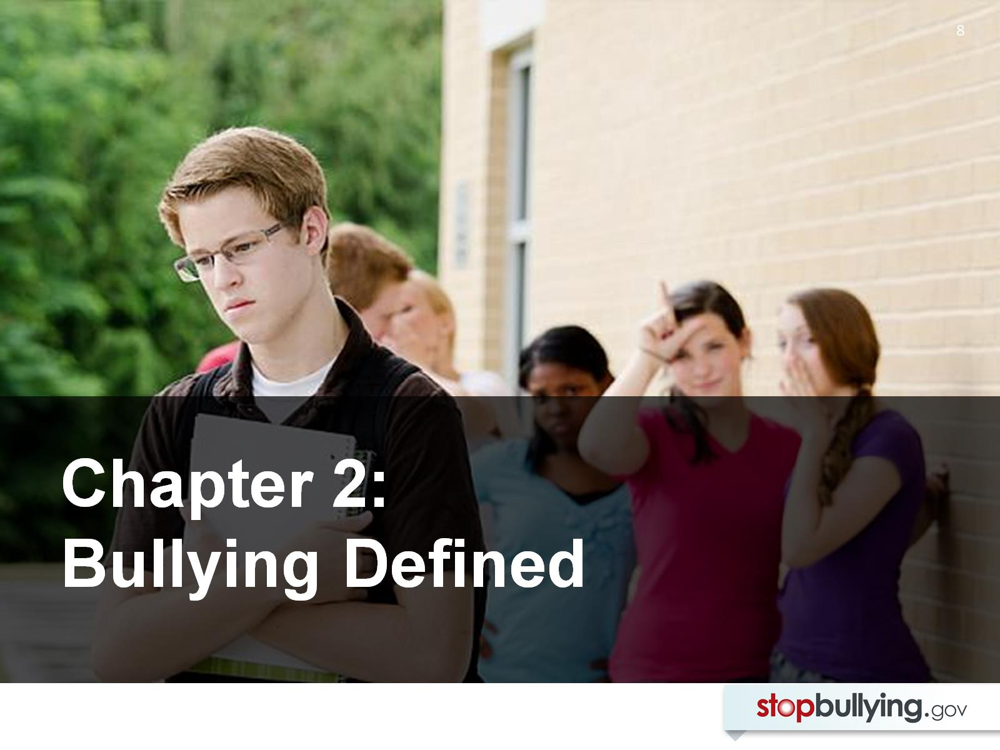 8
Chapter 2:
Bullying Defined
stopbullying.gov